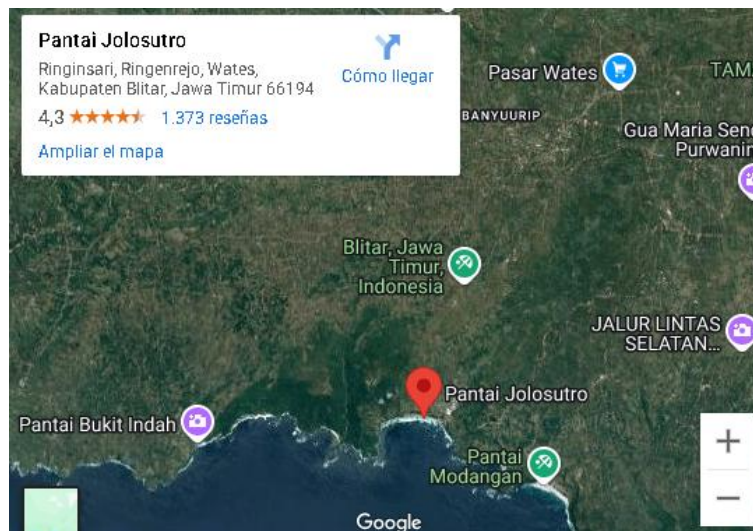 Pantai Jolosutro
Ringinsari, Ringenrejo, Wates,
Kabupaten Blitar, Jawa Timur 66194
4,3
1.373 reseñas
Ampliar el mapa
Cómo llegar
Pasar Wates
TAMA
BANYUURIP
Gua Maria Send
Purwanin
Blitar, Jawa
Timur,
Indonesia
JALUR LINTAS
SELATAN...
Pantai Jolosutro
Pantai Bukit Indah
Pantai
Modangan
Google